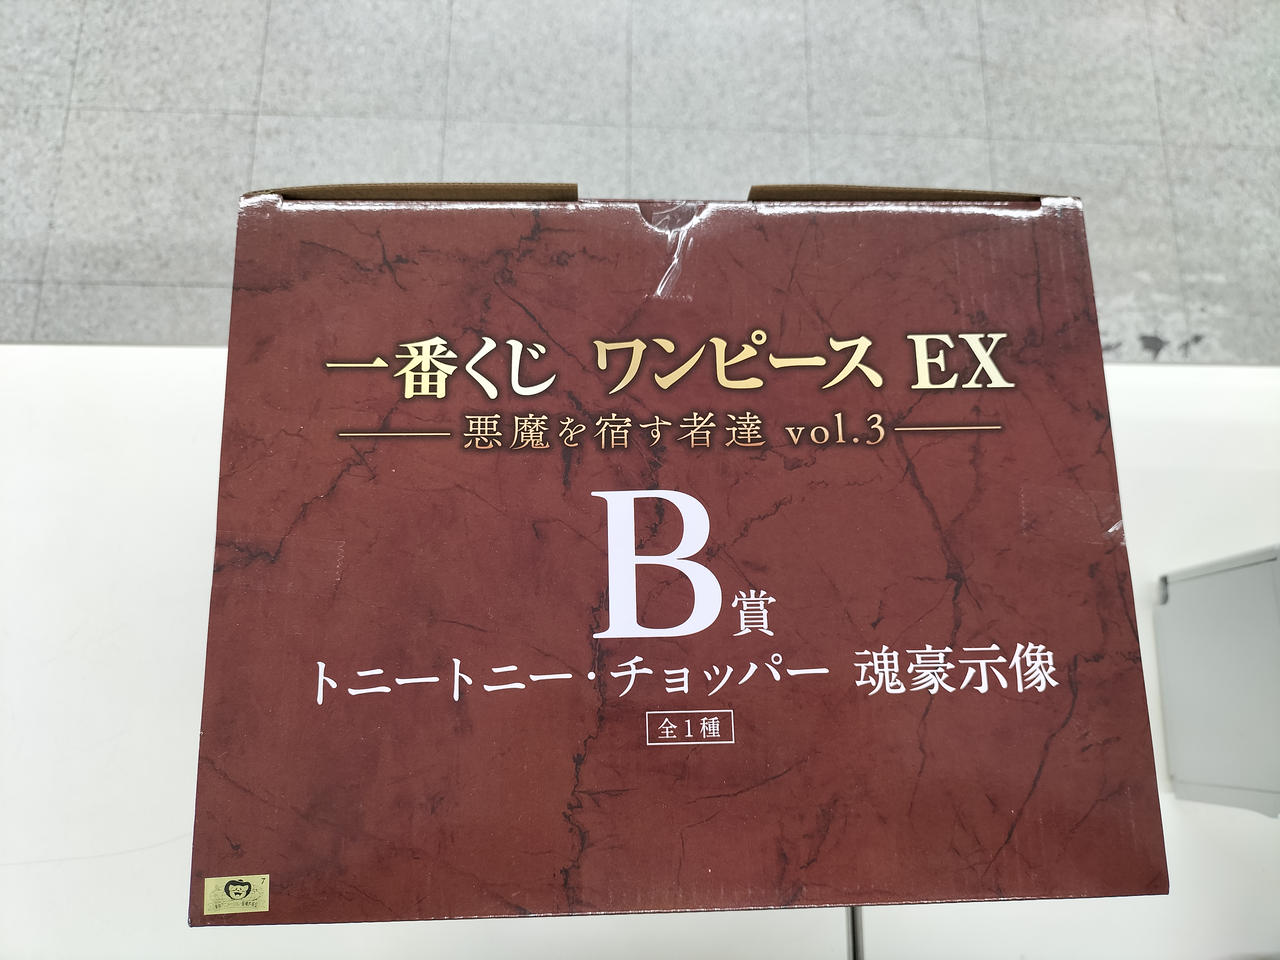 一番くじ ワンピース EX
悪魔を宿す者達 vol.3
B賞
トニートニー・チョッパー 魂豪示像
全1種
7